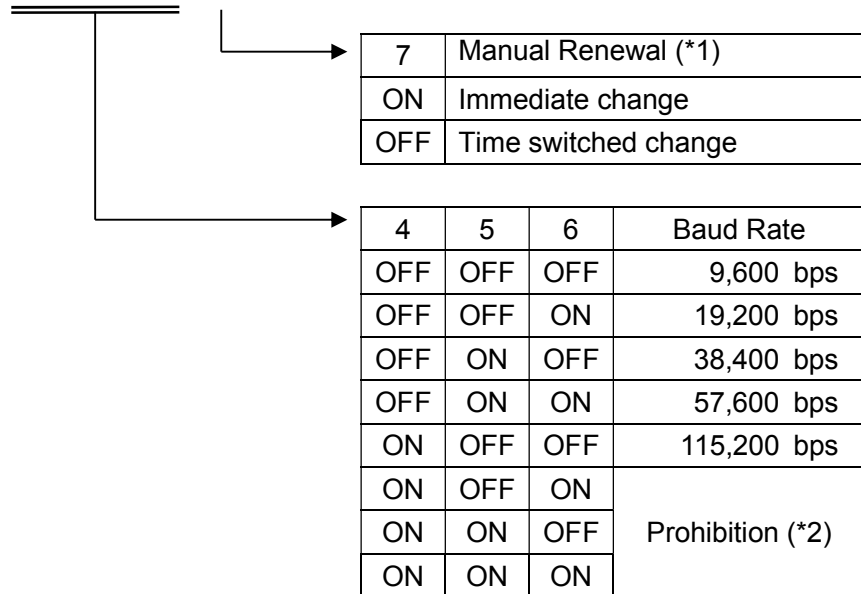 7 Manual Renewal (*1)
ON Immediate change
OFF Time switched change
4 5 6 Baud Rate
OFF OFF OFF 9,600 bps
OFF OFF ON 19,200 bps
OFF ON OFF 38,400 bps
OFF ON ON 57,600 bps
ON OFF OFF 115,200 bps
ON OFF ON
ON ON OFF Prohibition (*2)
ON ON ON